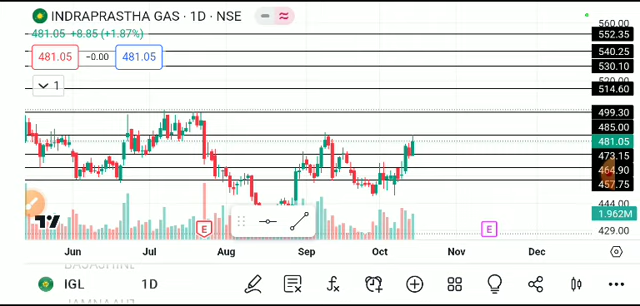 INDRAPRASTHA GAS · 1D · NSE
481.05 +8.85 (+1.87%)
481.05 −0.00 481.05
1
560.00
552.35
540.25
530.10
514.60
499.30
485.00
481.05
473.15
464.90
457.75
444.00
1.962M
429.00
E
E
Jun Jul Aug Sep Oct Nov Dec
IGL 1D